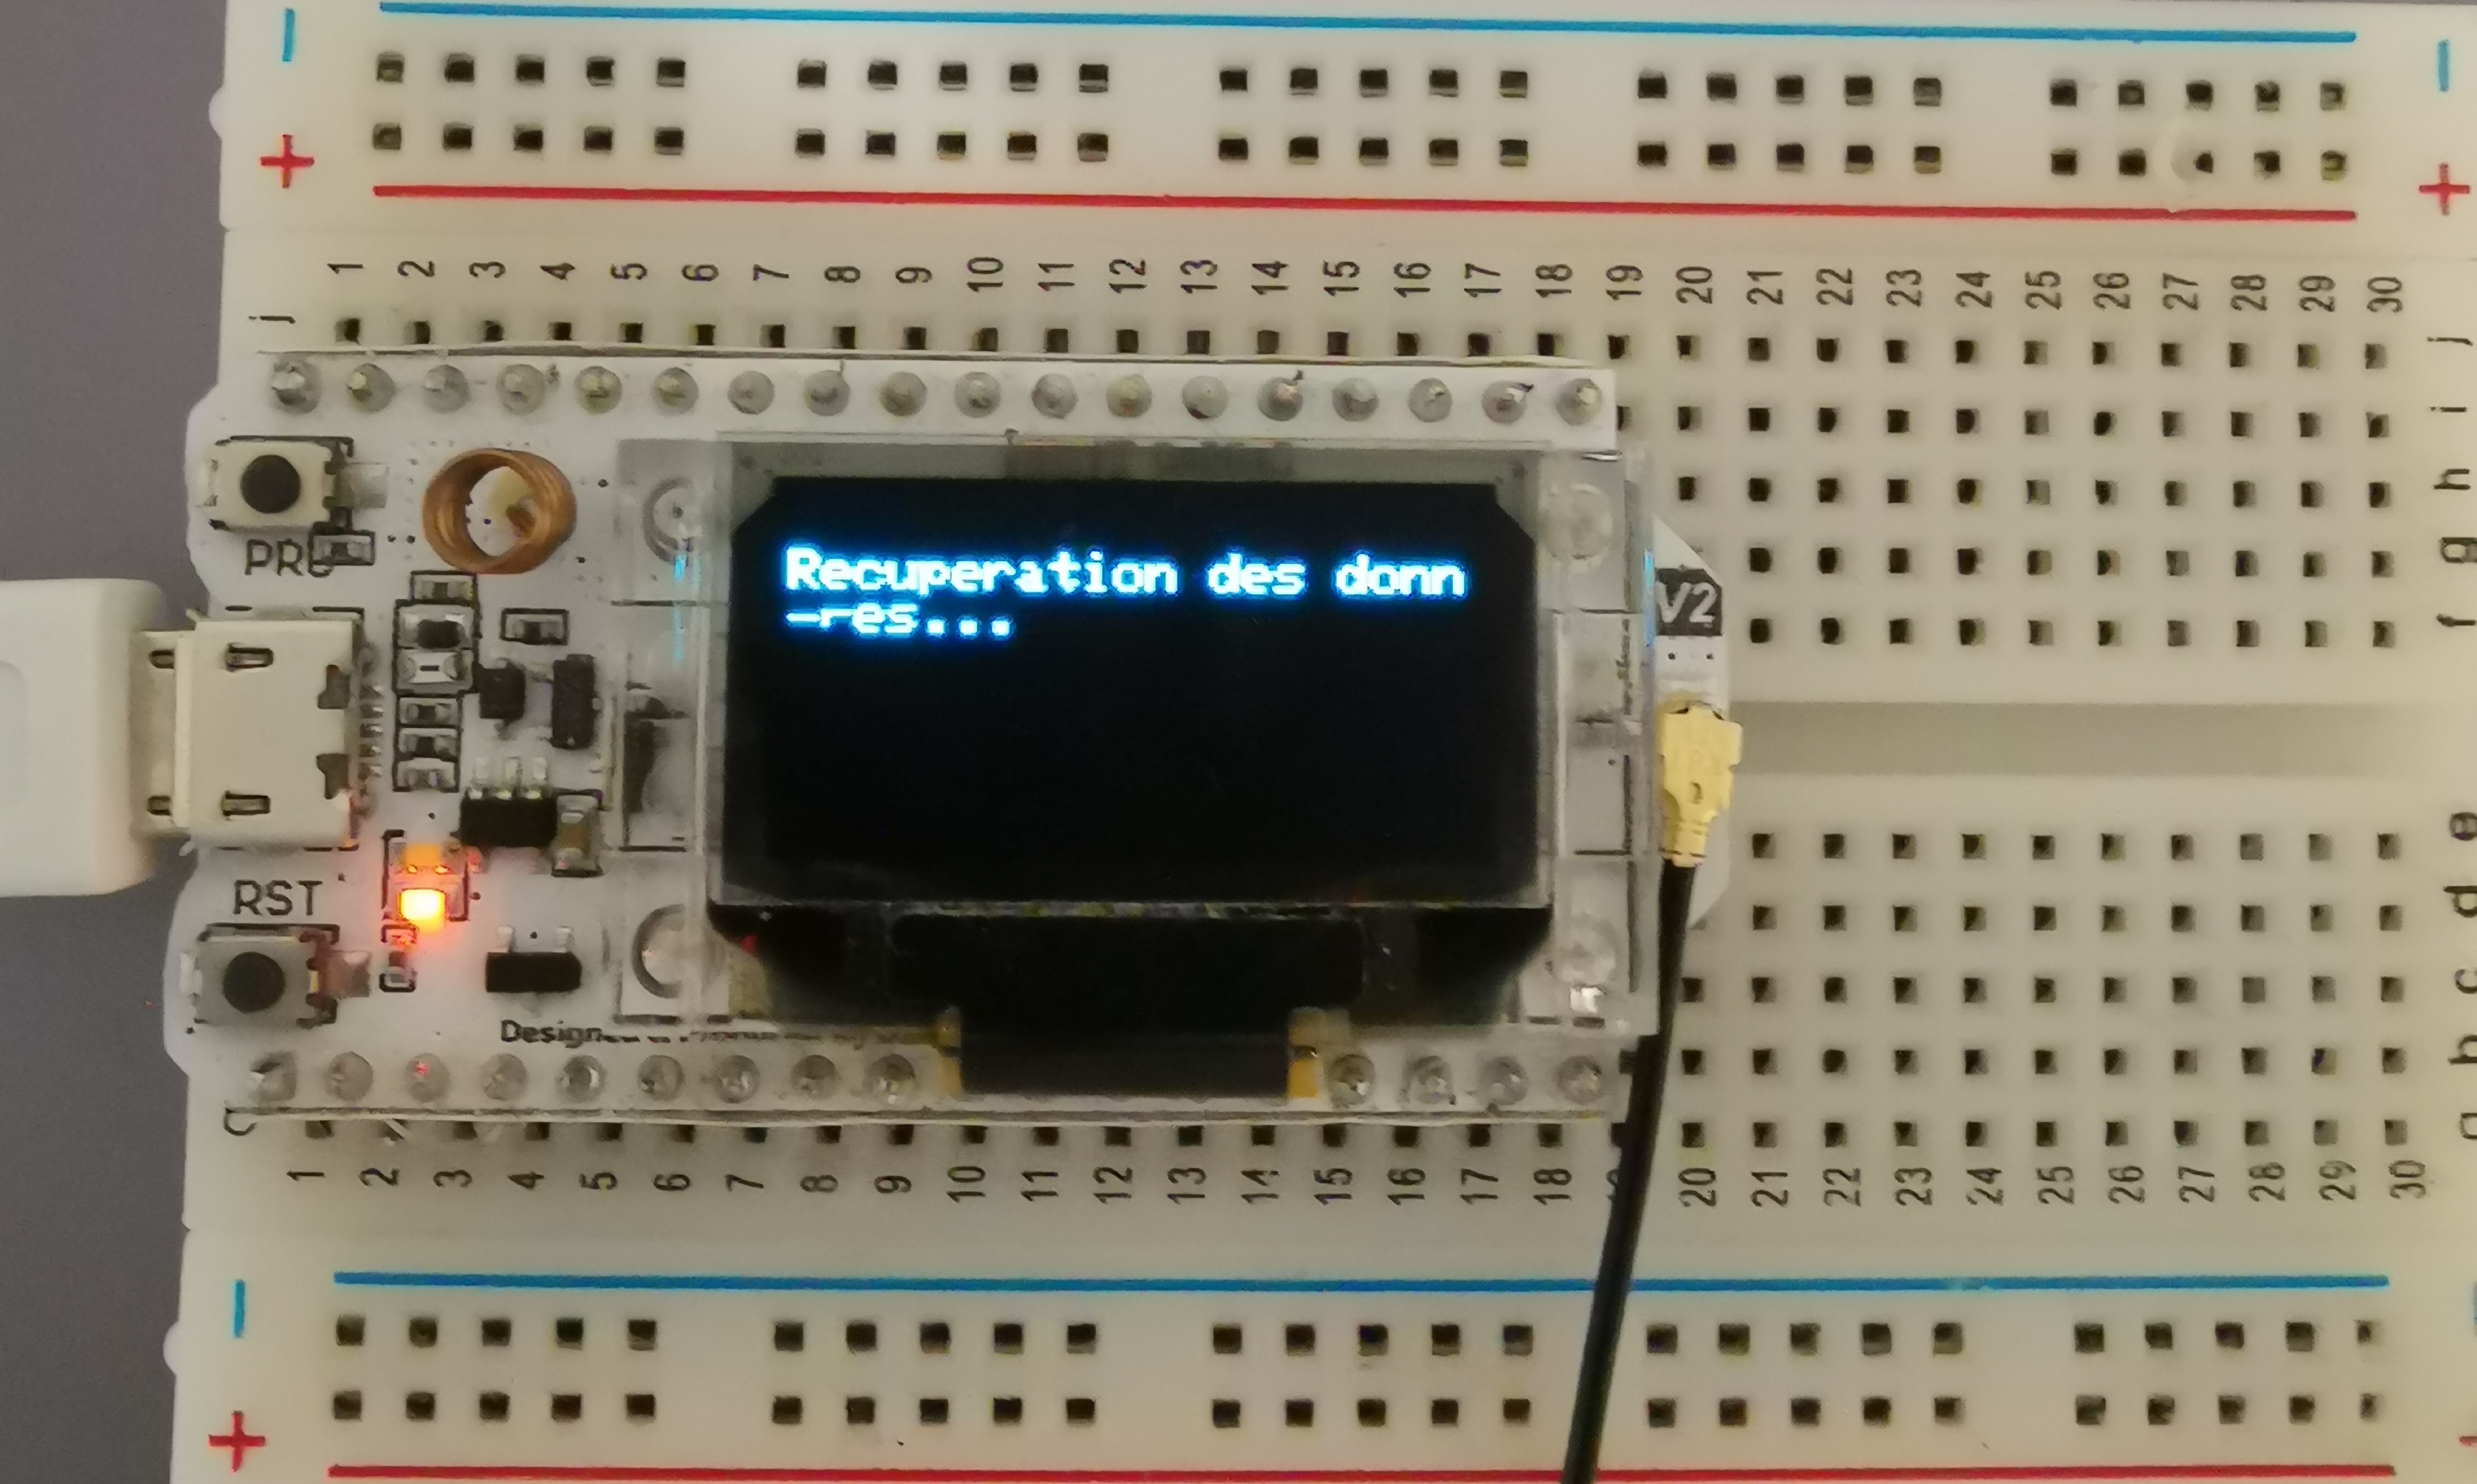 - -
+ +
1 2 3 4 5 6 7 8 9 10 11 12 13 14 15 16 17 18 19 20 21 22 23 24 25 26 27 28 29 30
j j
i
h
PRG
Recuperation des donn
-res...
V2
g
f
e
RST
d
c
Design
b
a
1 2 3 4 5 6 7 8 9 10 11 12 13 14 15 16 17 18 20 21 22 23 24 25 26 27 28 29 30
-
+